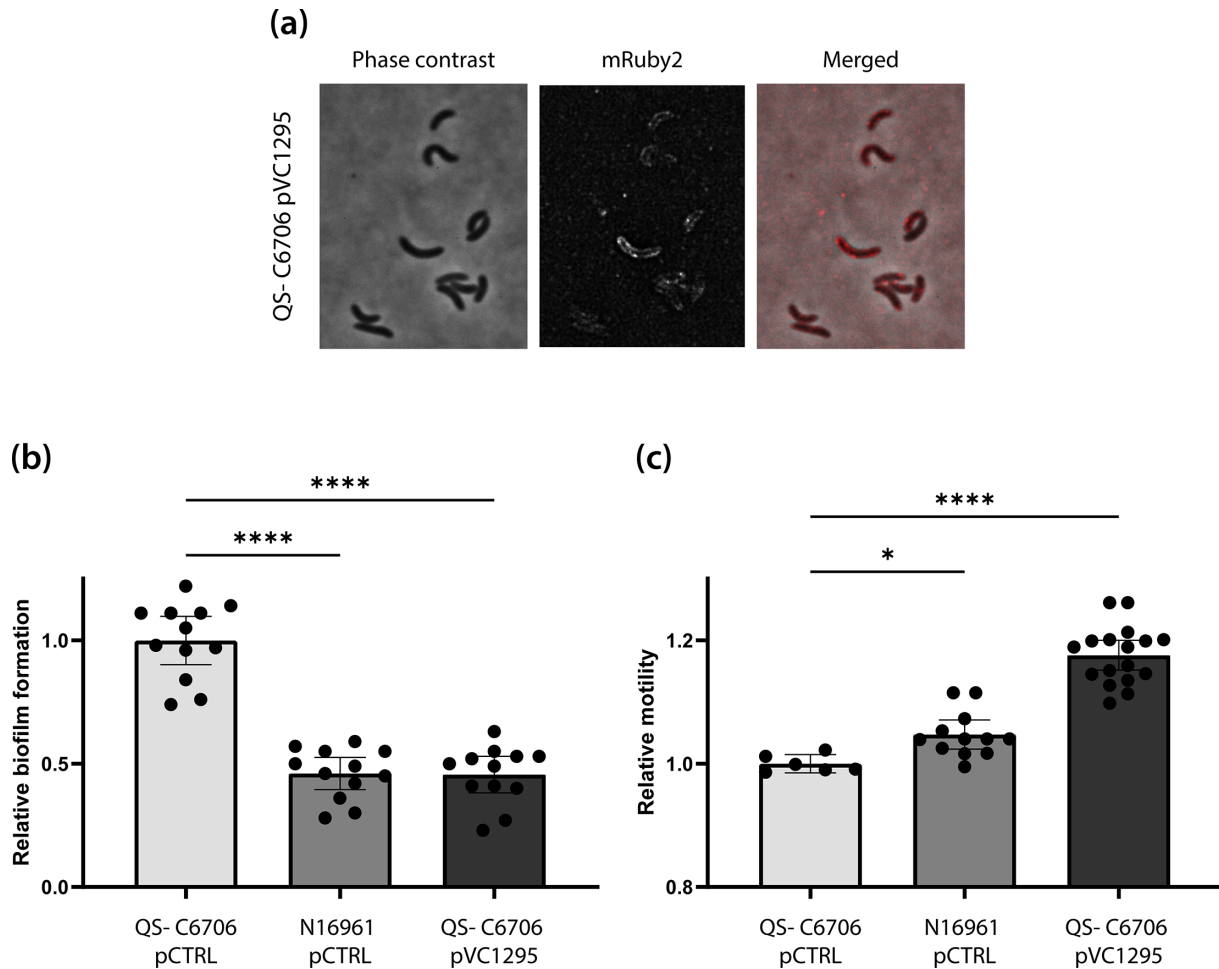 (a)
Phase contrast
mRuby2
Merged
QS- C6706 pVC1295
(b)
****
****
Relative biofilm formation
1.0
0.5
0.0
QS- C6706
pCTRL
N16961
pCTRL
QS- C6706
pVC1295
(c)
****
*
Relative motility
1.2
1.0
0.8
QS- C6706
pCTRL
N16961
pCTRL
QS- C6706
pVC1295